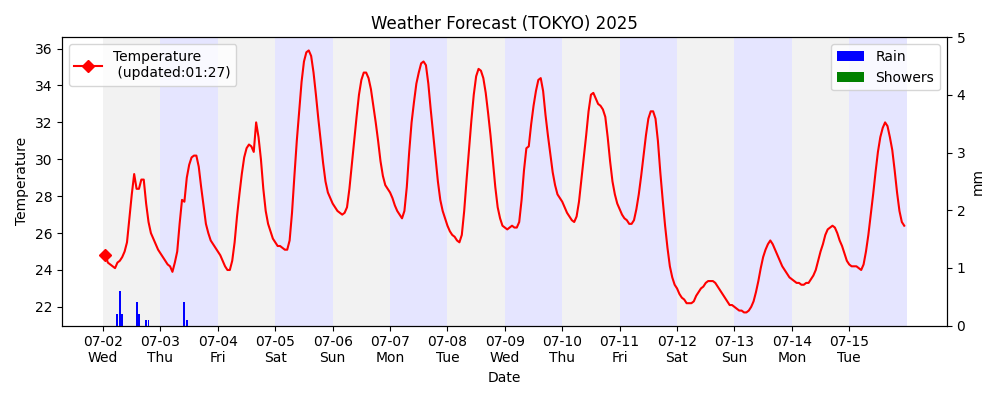 Weather Forecast (TOKYO) 2025
Temperature
(updated:01:27)
Rain
Showers
Temperature
36
34
32
30
28
26
24
22
5
4
3
2
1
0
mm
07-02 07-03 07-04 07-05 07-06 07-07 07-08 07-09 07-10 07-11 07-12 07-13 07-14 07-15
Wed Thu Fri Sat Sun Mon Tue Wed Thu Fri Sat Sun Mon Tue
Date